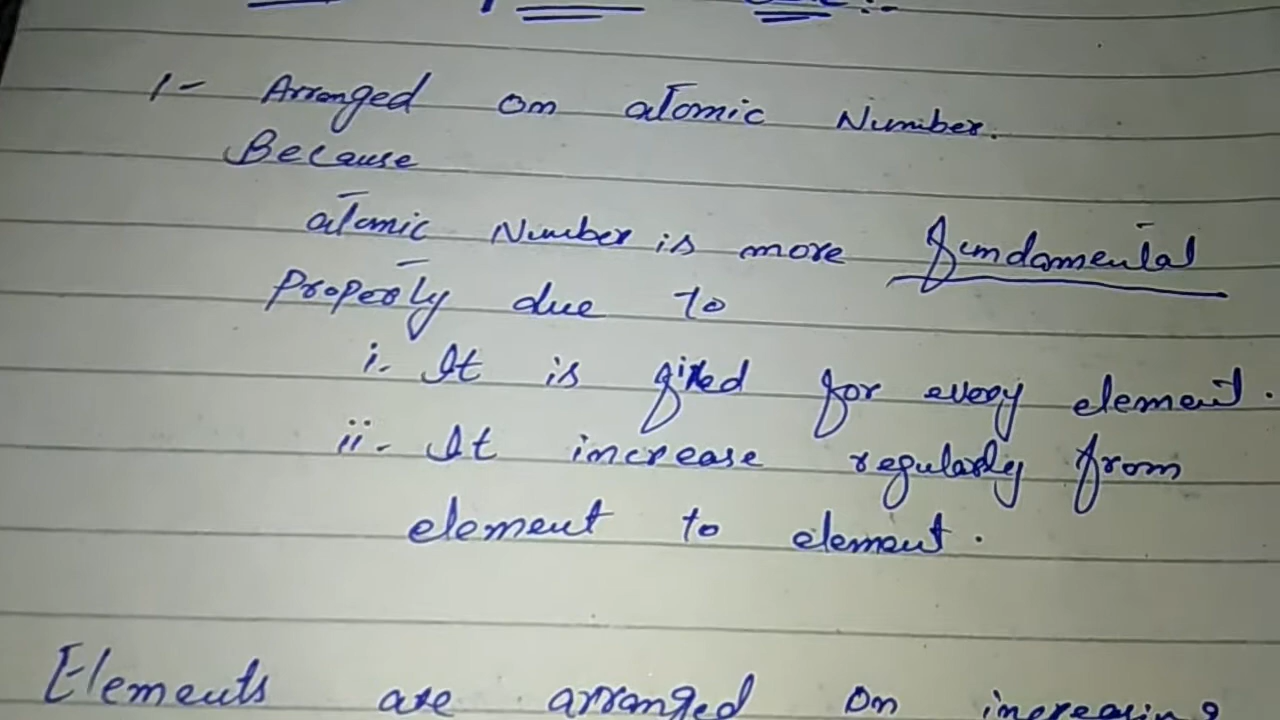 1- Arranged on atomic Number.
Because
atomic Number is more fundamental
Property due to
i. It is fixed for every element.
ii. It increase regularly from
element to element.
Elements are arranged on increasing